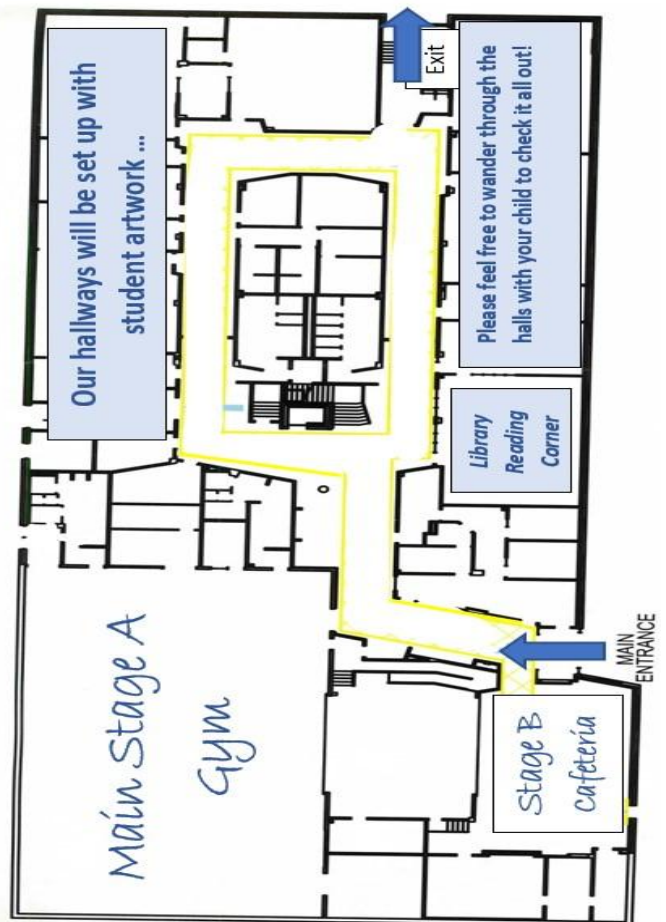 Our hallways will be set up with
student artwork ...
Exit
Please feel free to wander through the
halls with your child to check it all out!
Library
Reading
Corner
Main Stage A
Gym
MAIN
ENTRANCE
Stage B
Cafeteria